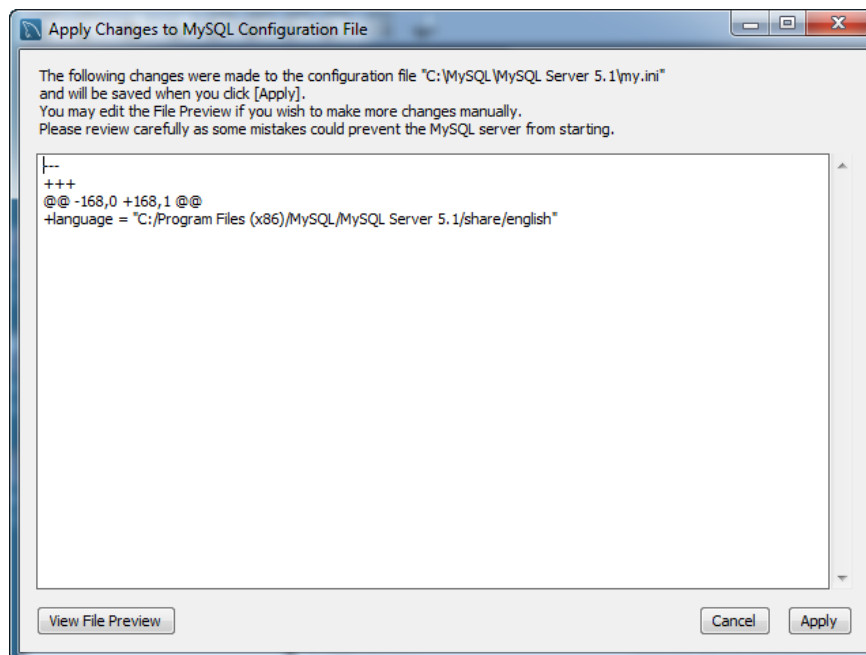 Apply Changes to MySQL Configuration File
The following changes were made to the configuration file "C:\MySQL\MySQL Server 5.1\my.ini"
and will be saved when you click [Apply].
You may edit the File Preview if you wish to make more changes manually.
Please review carefully as some mistakes could prevent the MySQL server from starting.
---
+++
@@ -168,0 +168,1 @@
+language = "C:/Program Files (x86)/MySQL/MySQL Server 5.1/share/english"
View File Preview
Cancel
Apply